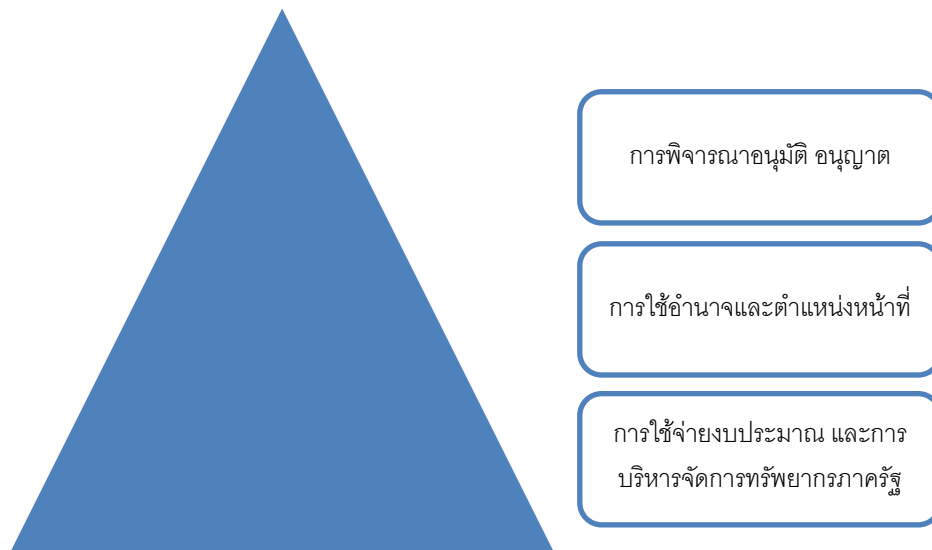 การพิจารณาอนุมัติ อนุญาต
การใช้อำนาจและตำแหน่งหน้าที่
การใช้จ่ายงบประมาณ และการ
บริหารจัดการทรัพยากรภาครัฐ